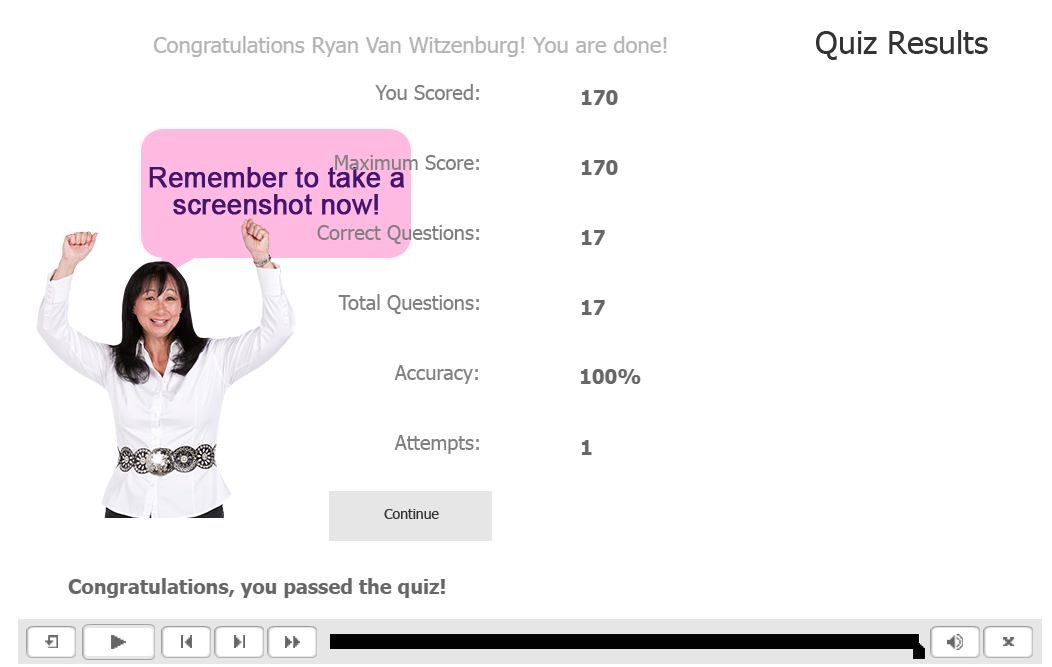 Congratulations Ryan Van Witzenburg! You are done!
Quiz Results
You Scored: 170
Maximum Score: 170
Remember to take a
screenshot now!
Correct Questions: 17
Total Questions: 17
Accuracy: 100%
Attempts: 1
Continue
Congratulations, you passed the quiz!